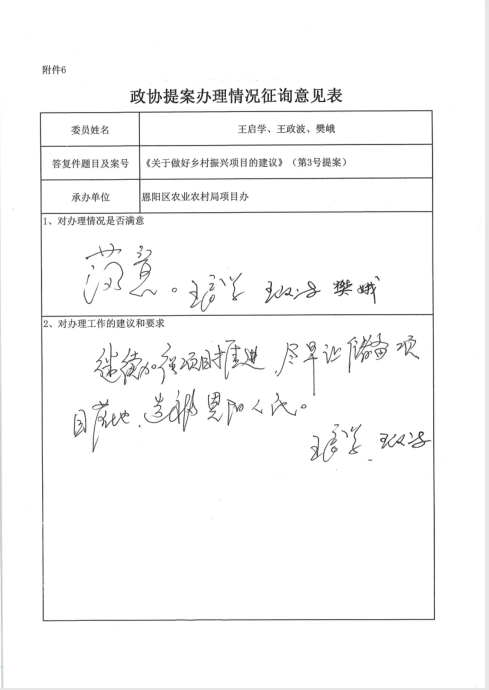 附件6
政协提案办理情况征询意见表
委员姓名 王启学、王政波、樊峨
答复件题目及案号 《关于做好乡村振兴项目的建议》（第3号提案）
承办单位 恩阳区农业农村局项目办
1、对办理情况是否满意
满意。王启学 王政波 樊峨
2、对办理工作的建议和要求
继续加强项目推进，尽早让储备项
目落地，造福恩阳人民。
王启学、王政波